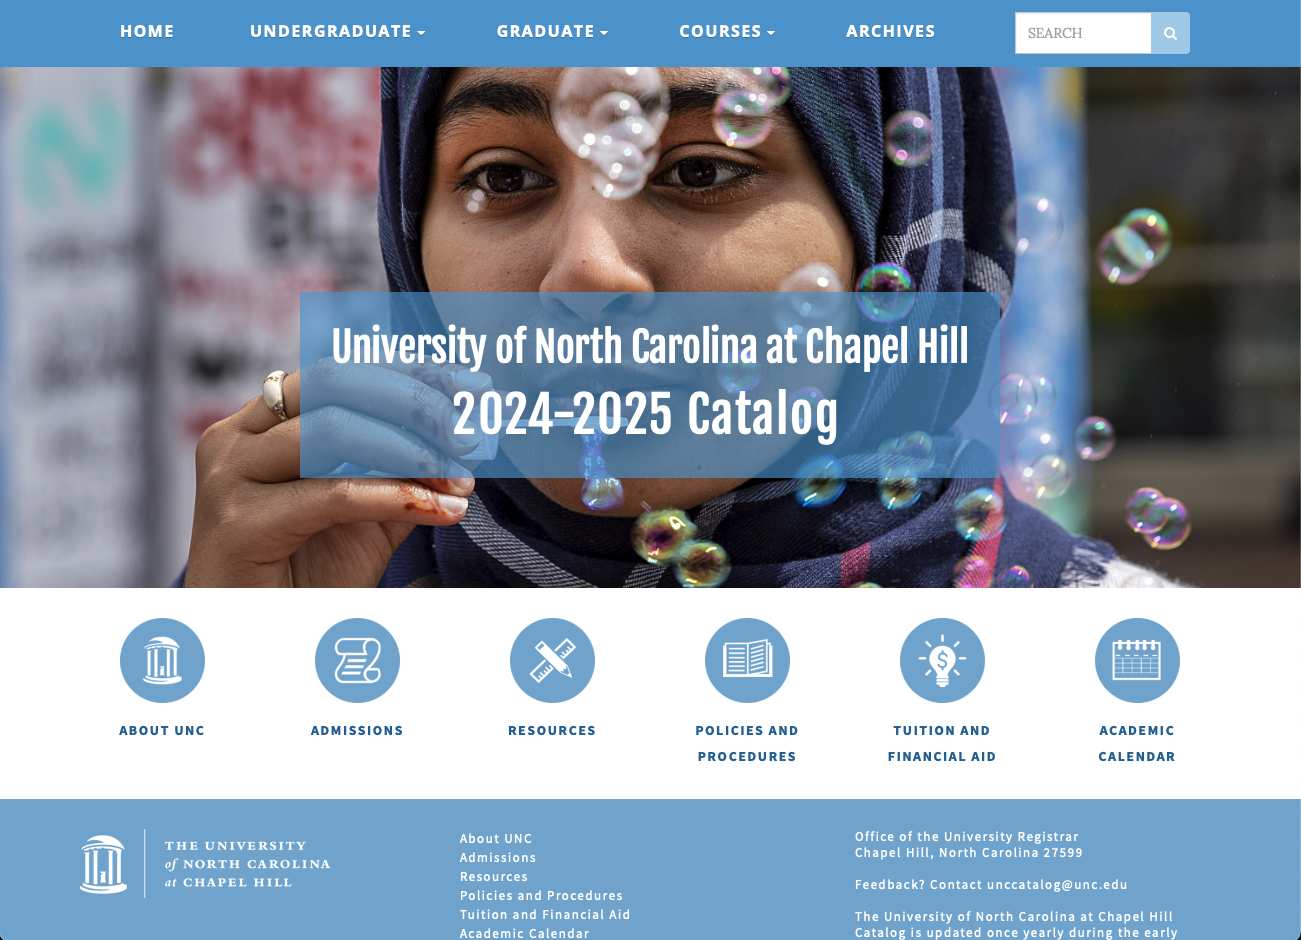 HOME UNDERGRADUATE GRADUATE COURSES ARCHIVES SEARCH
University of North Carolina at Chapel Hill
2024-2025 Catalog
ABOUT UNC
ADMISSIONS
RESOURCES
POLICIES AND
PROCEDURES
TUITION AND
FINANCIAL AID
ACADEMIC
CALENDAR
THE UNIVERSITY
of NORTH CAROLINA
at CHAPEL HILL
About UNC
Admissions
Resources
Policies and Procedures
Tuition and Financial Aid
Academic Calendar
Office of the University Registrar
Chapel Hill, North Carolina 27599
Feedback? Contact unccatalog@unc.edu
The University of North Carolina at Chapel Hill
Catalog is updated once yearly during the early